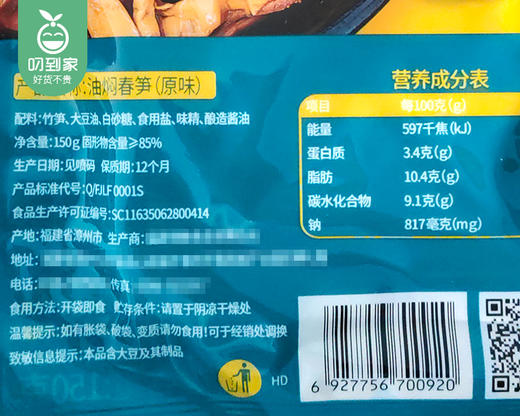 叨到家
好货不贵
产品名称:油焖春笋(原味)
配料:竹笋、大豆油、白砂糖、食用盐、味精、酿造酱油
净含量:150g 固形物含量≥85%
生产日期:见喷码 保质期:12个月
产品标准代号:Q/FJLF 0001S
食品生产许可证编号:SC11635062800414
产地:福建省漳州市 生产商:
地址:
电话: 传真:
食用方法:开袋即食 贮存条件:请置于阴凉干燥处
温馨提示:如有胀袋、破袋、变质请勿食用!可于经销处调换
致敏信息提示:本品含大豆及其制品
营养成分表
项目 每100克(g)
能量 597千焦(kJ)
蛋白质 3.4克(g)
脂肪 10.4克(g)
碳水化合物 9.1克(g)
钠 817毫克(mg)
HD
6 927756 700920